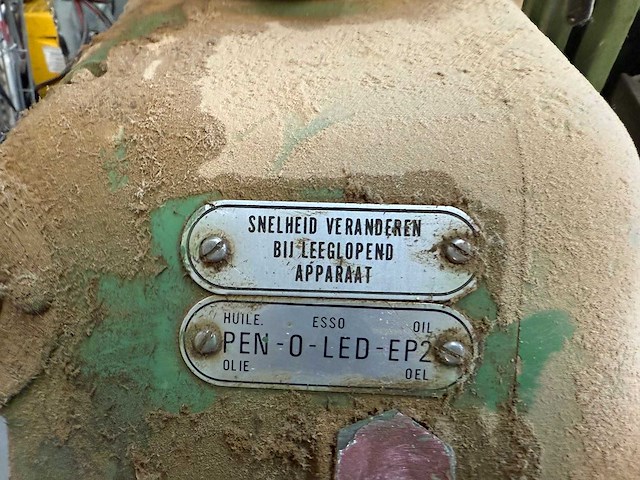 SNELHEID VERANDEREN
BIJ LEEGLOPEND
APPARAAT
HUILE. ESSO OIL
PEN-O-LED-EP2
OLIE OEL